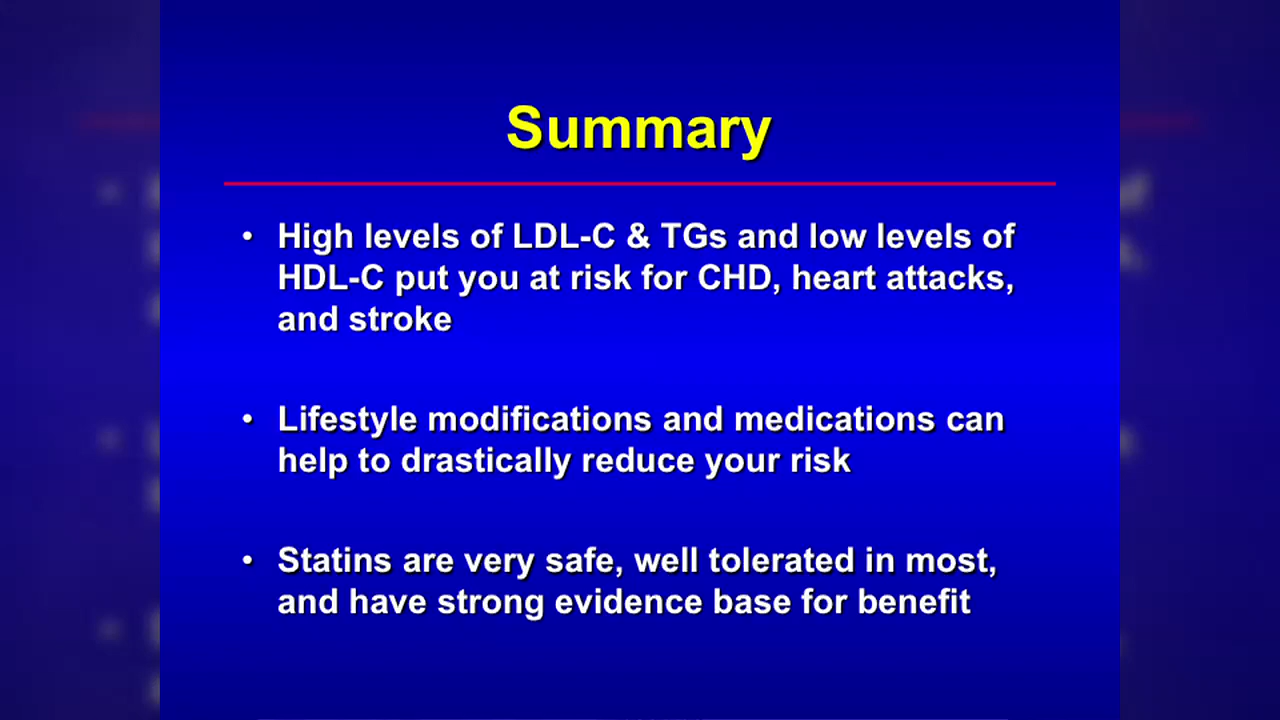 Summary
• High levels of LDL-C & TGs and low levels of
HDL-C put you at risk for CHD, heart attacks,
and stroke
• Lifestyle modifications and medications can
help to drastically reduce your risk
• Statins are very safe, well tolerated in most,
and have strong evidence base for benefit